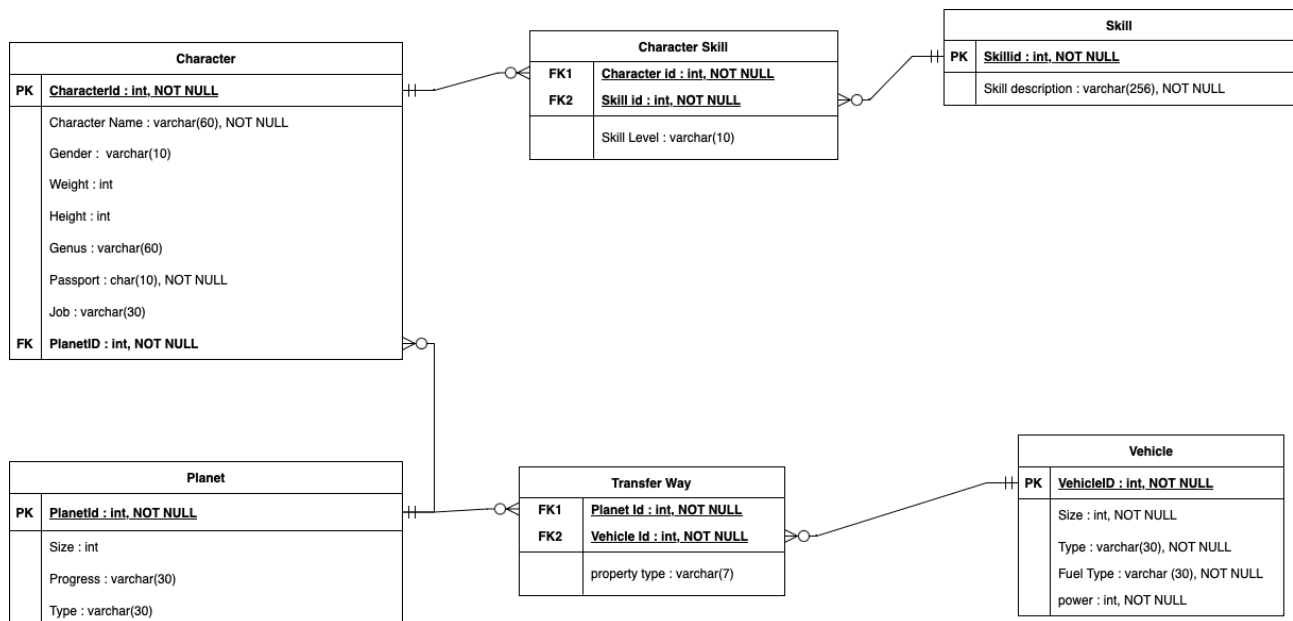 Character
PK CharacterId : int, NOT NULL
Character Name : varchar(60), NOT NULL
Gender : varchar(10)
Weight : int
Height : int
Genus : varchar(60)
Passport : char(10), NOT NULL
Job : varchar(30)
FK PlanetID : int, NOT NULL
Character Skill
FK1 Character id : int, NOT NULL
FK2 Skill id : int, NOT NULL
Skill Level : varchar(10)
Skill
PK Skillid : int, NOT NULL
Skill description : varchar(256), NOT NULL
Planet
PK PlanetId : int, NOT NULL
Size : int
Progress : varchar(30)
Type : varchar(30)
Transfer Way
FK1 Planet Id : int, NOT NULL
FK2 Vehicle Id : int, NOT NULL
property type : varchar(7)
Vehicle
PK VehicleID : int, NOT NULL
Size : int, NOT NULL
Type : varchar(30), NOT NULL
Fuel Type : varchar (30), NOT NULL
power : int, NOT NULL